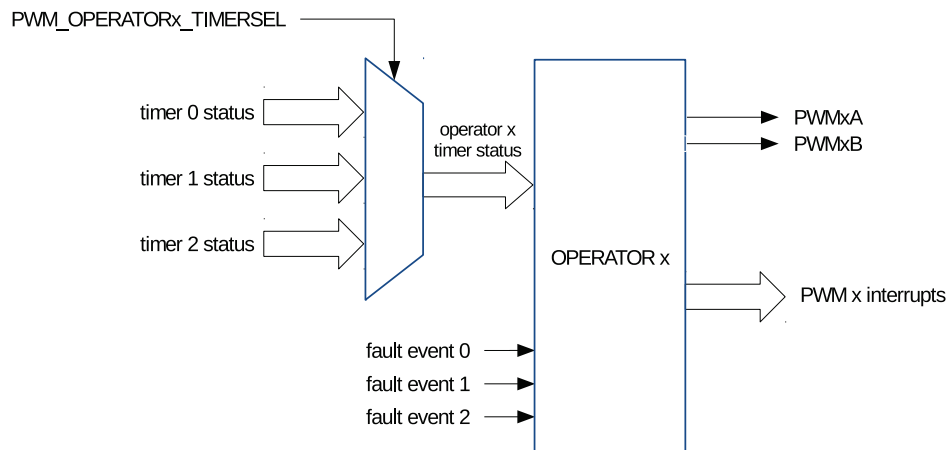 PWM_OPERATORx_TIMERSEL
timer 0 status
timer 1 status
timer 2 status
operator x
timer status
OPERATOR x
PWMxA
PWMxB
PWM x interrupts
fault event 0
fault event 1
fault event 2